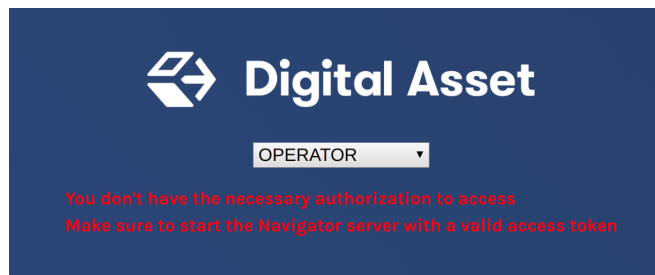 Digital Asset
OPERATOR
You don't have the necessary authorization to access
Make sure to start the Navigator server with a valid access token